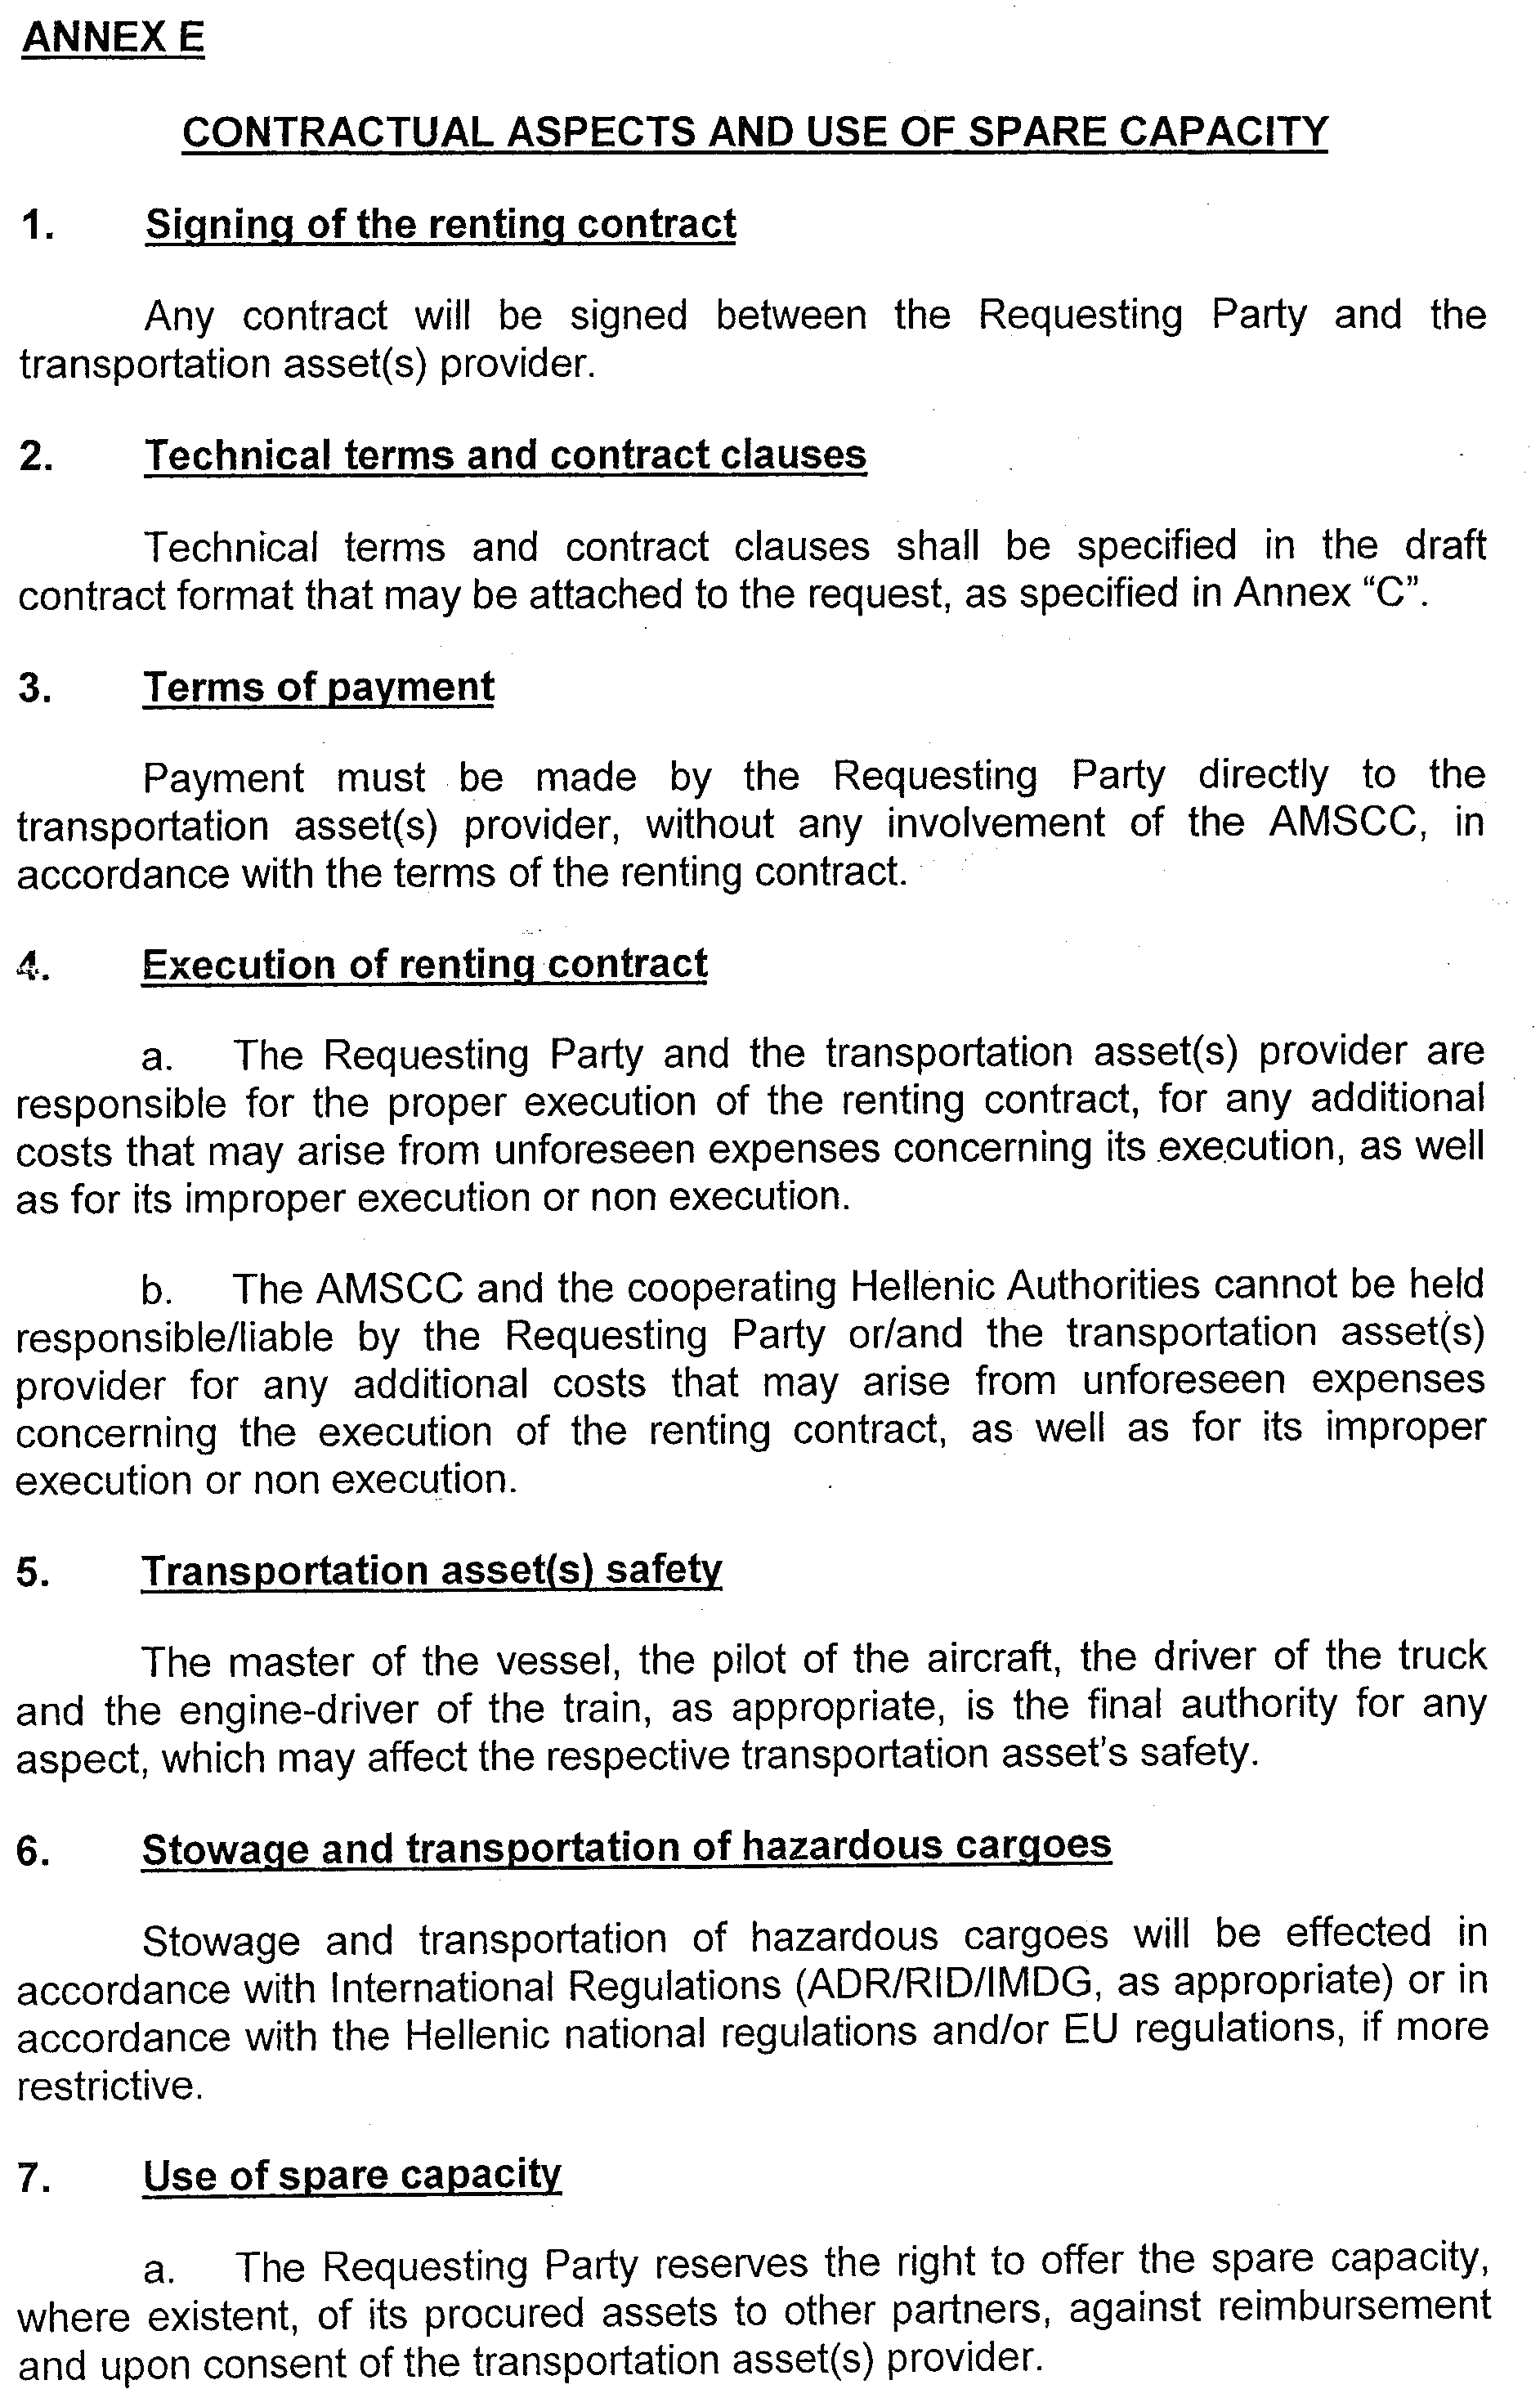 ANNEX E
CONTRACTUAL ASPECTS AND USE OF SPARE CAPACITY
1. Signing of the renting contract
Any contract will be signed between the Requesting Party and the
transportation asset(s) provider.
2. Technical terms and contract clauses
Technical terms and contract clauses shall be specified in the draft
contract format that may be attached to the request, as specified in Annex “C”.
3. Terms of payment
Payment must be made by the Requesting Party directly to the
transportation asset(s) provider, without any involvement of the AMSCC, in
accordance with the terms of the renting contract.
4. Execution of renting contract
a. The Requesting Party and the transportation asset(s) provider are
responsible for the proper execution of the renting contract, for any additional
costs that may arise from unforeseen expenses concerning its execution, as well
as for its improper execution or non execution.
b. The AMSCC and the cooperating Hellenic Authorities cannot be held
responsible/liable by the Requesting Party or/and the transportation asset(s)
provider for any additional costs that may arise from unforeseen expenses
concerning the execution of the renting contract, as well as for its improper
execution or non execution.
5. Transportation asset(s) safety
The master of the vessel, the pilot of the aircraft, the driver of the truck
and the engine-driver of the train, as appropriate, is the final authority for any
aspect, which may affect the respective transportation asset's safety.
6. Stowage and transportation of hazardous cargoes
Stowage and transportation of hazardous cargoes will be effected in
accordance with International Regulations (ADR/RID/IMDG, as appropriate) or in
accordance with the Hellenic national regulations and/or EU regulations, if more
restrictive.
7. Use of spare capacity
a. The Requesting Party reserves the right to offer the spare capacity,
where existent, of its procured assets to other partners, against reimbursement
and upon consent of the transportation asset(s) provider.